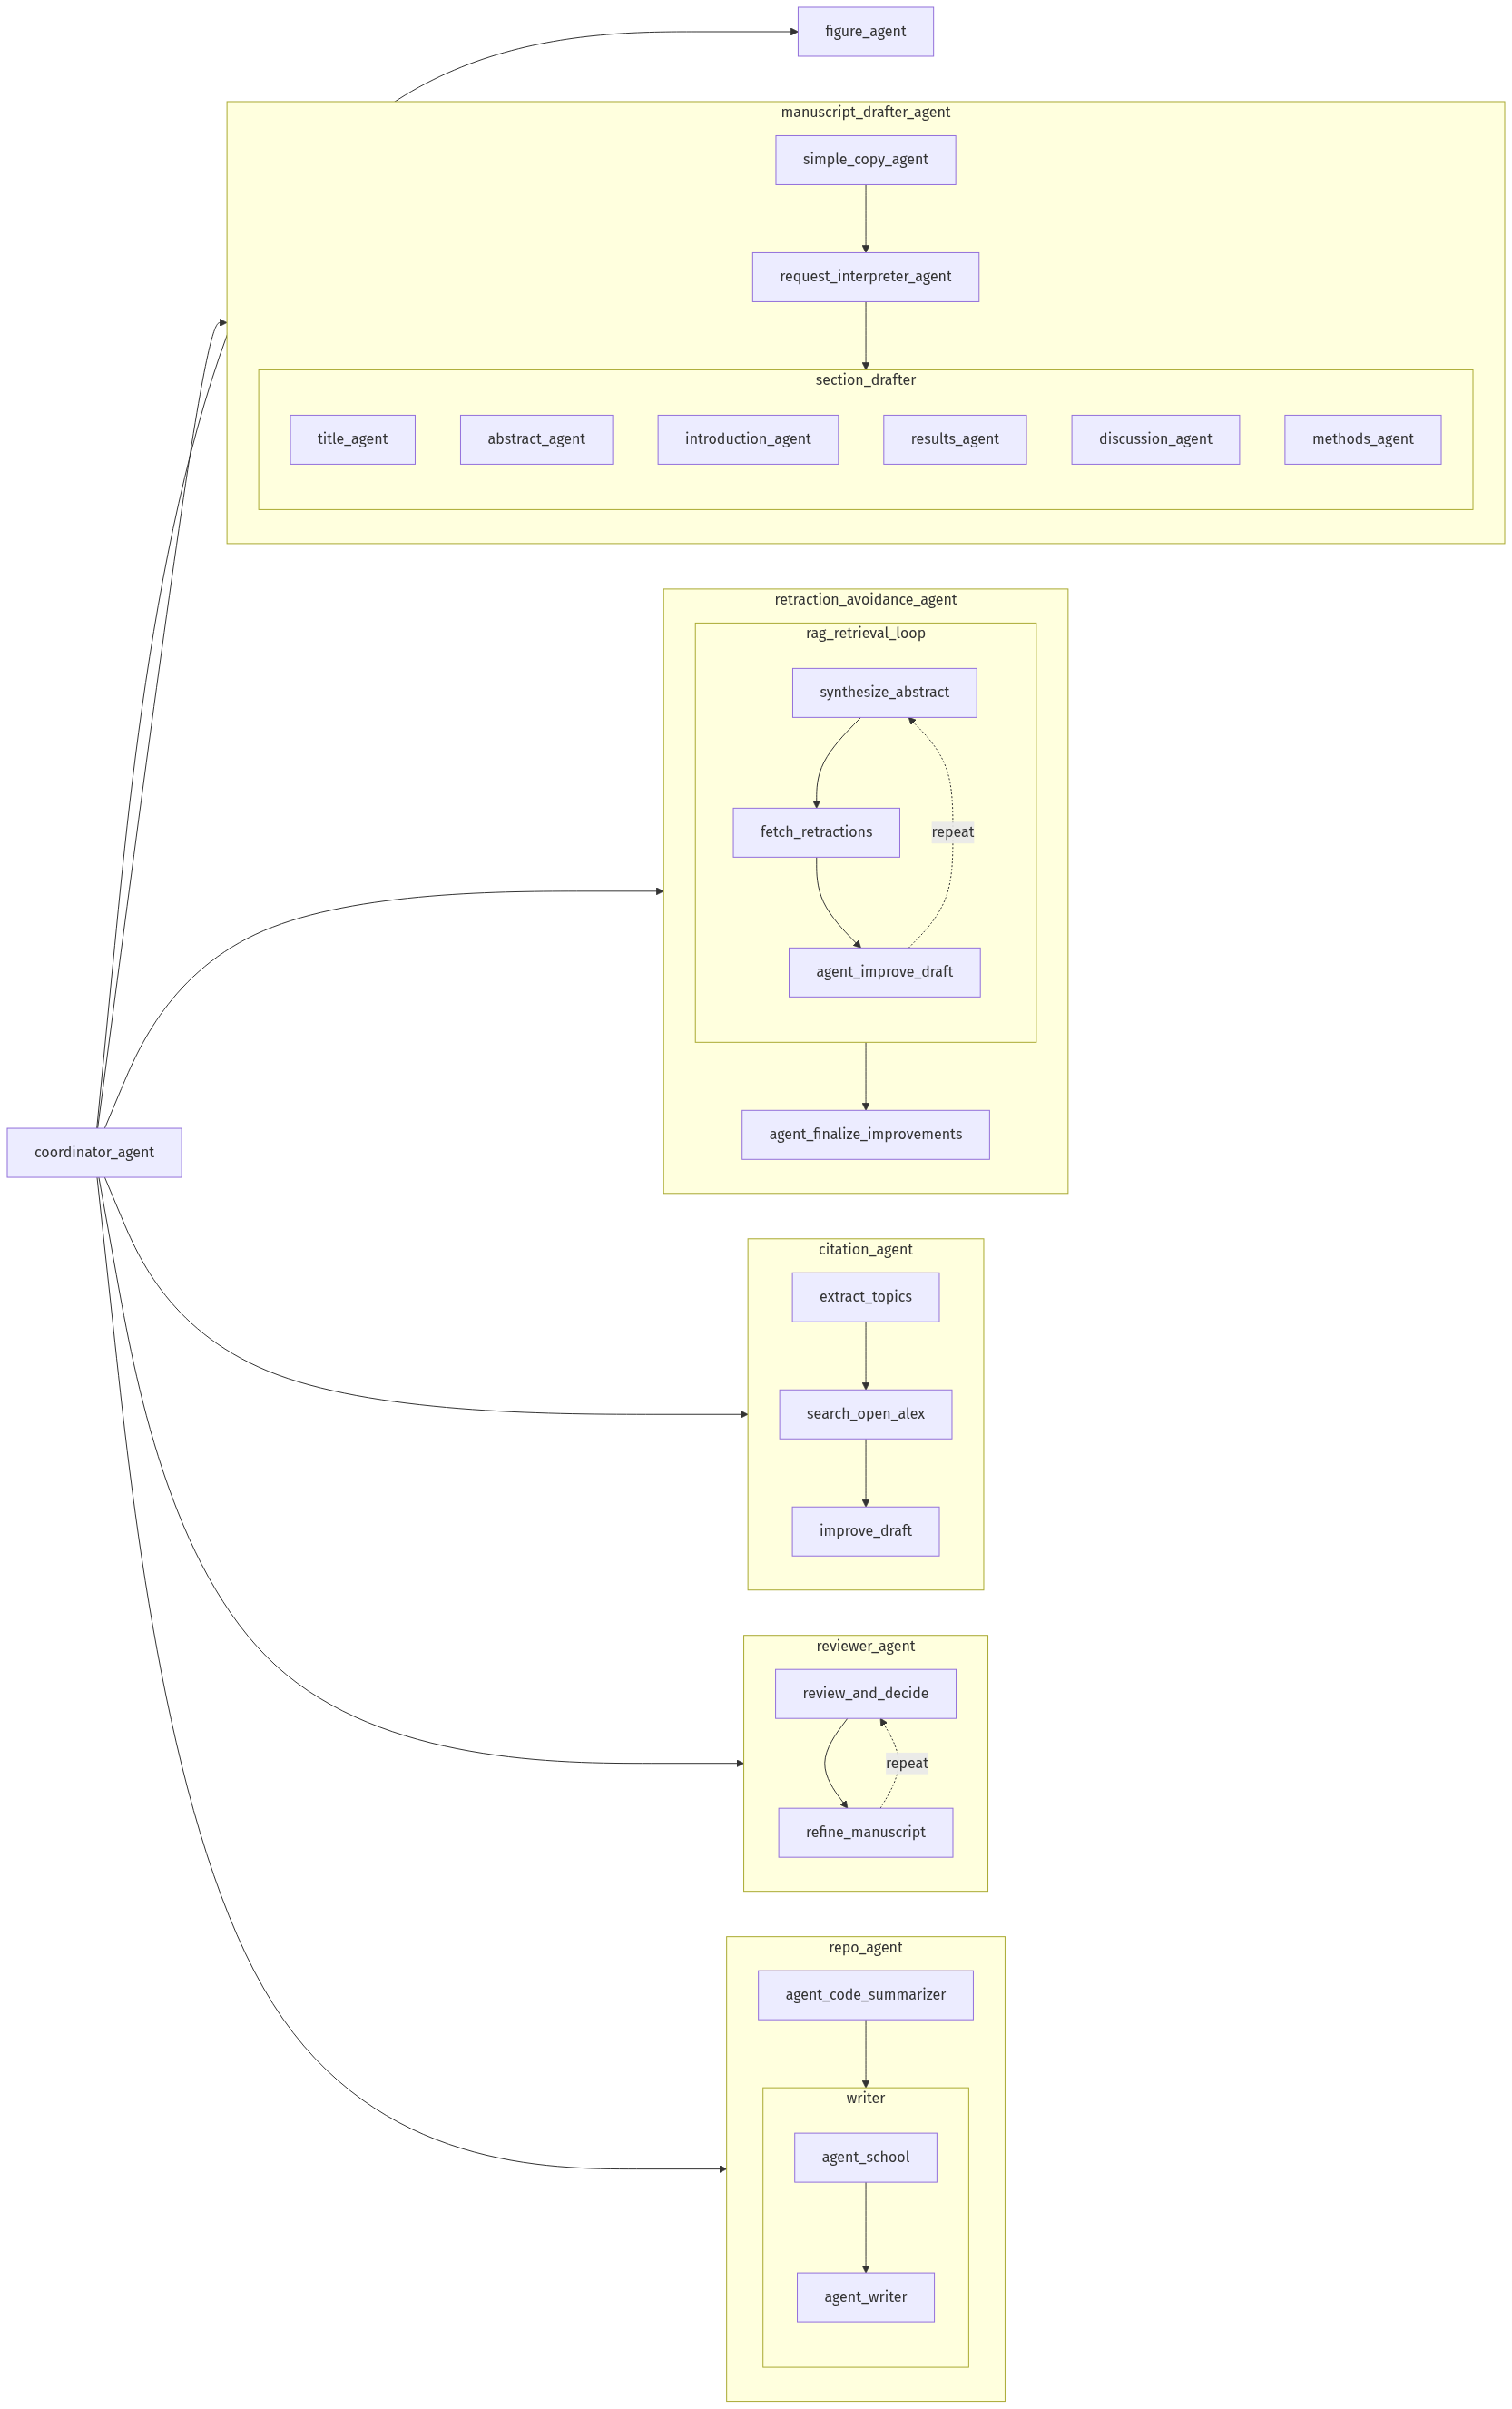 figure_agent
manuscript_drafter_agent
simple_copy_agent
request_interpreter_agent
section_drafter
title_agent
abstract_agent
introduction_agent
results_agent
discussion_agent
methods_agent
retraction_avoidance_agent
rag_retrieval_loop
synthesize_abstract
fetch_retractions
repeat
agent_improve_draft
agent_finalize_improvements
coordinator_agent
citation_agent
extract_topics
search_open_alex
improve_draft
reviewer_agent
review_and_decide
repeat
refine_manuscript
repo_agent
agent_code_summarizer
writer
agent_school
agent_writer